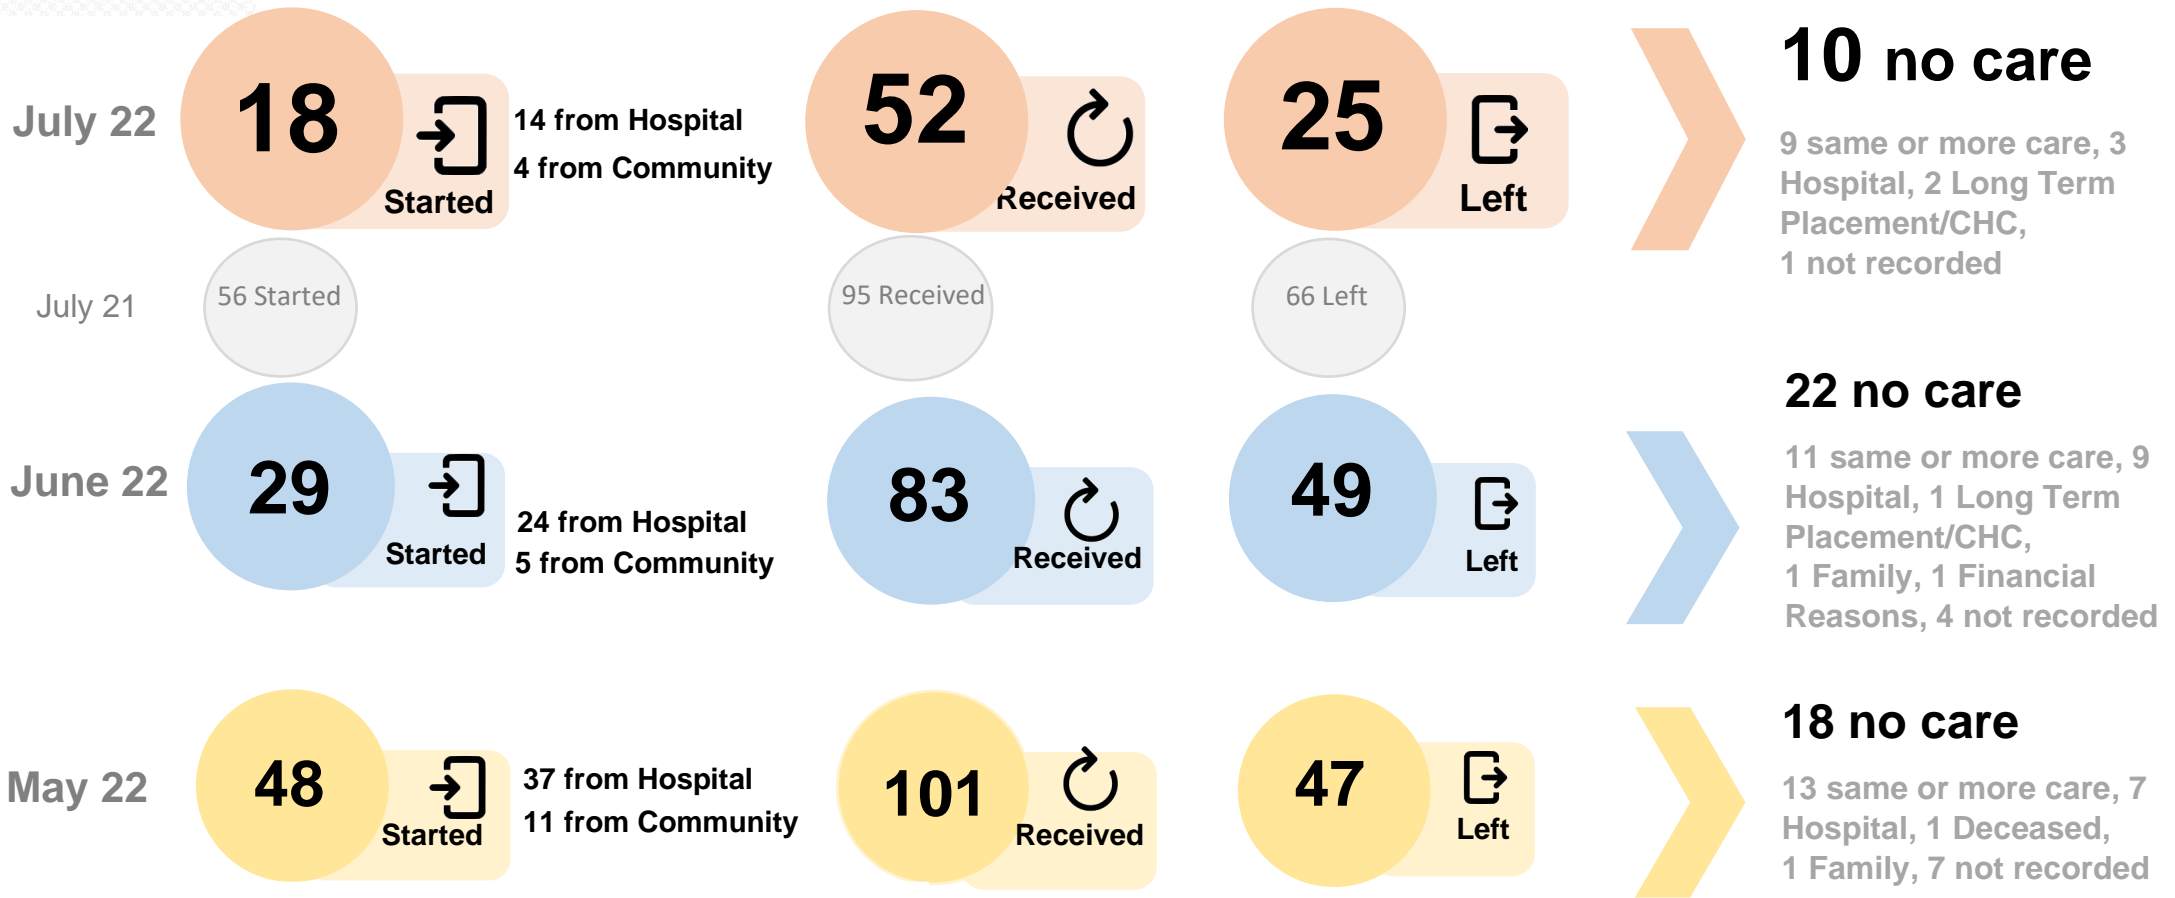 July 22
18
Started
14 from Hospital
4 from Community
52
Received
25
Left
10 no care
9 same or more care, 3
Hospital, 2 Long Term
Placement/CHC,
1 not recorded
July 21
56 Started
95 Received
66 Left
June 22
29
Started
24 from Hospital
5 from Community
83
Received
49
Left
22 no care
11 same or more care, 9
Hospital, 1 Long Term
Placement/CHC,
1 Family, 1 Financial
Reasons, 4 not recorded
May 22
48
Started
37 from Hospital
11 from Community
101
Received
47
Left
18 no care
13 same or more care, 7
Hospital, 1 Deceased,
1 Family, 7 not recorded